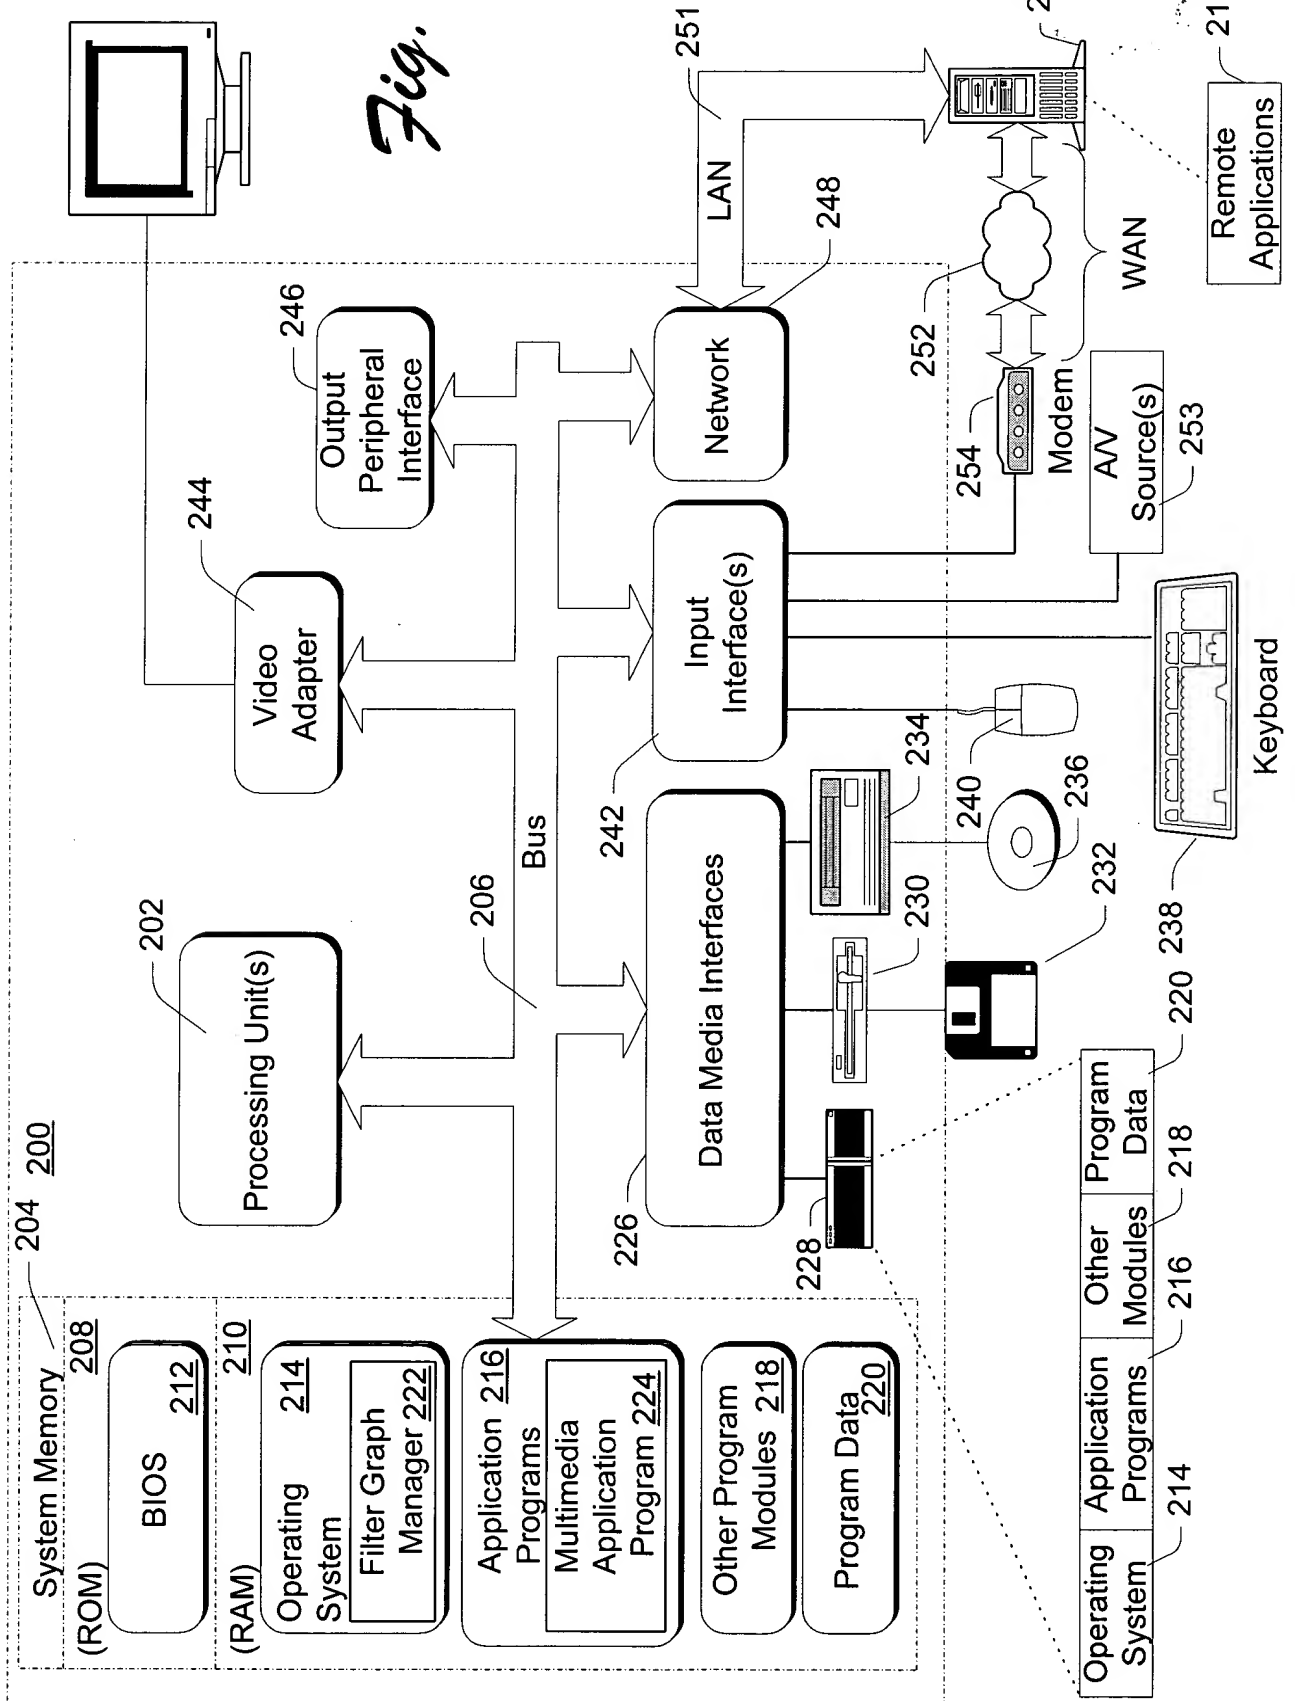 System Memory
204
200
(ROM)
208
BIOS
212
(RAM)
210
Operating
System
214
Filter Graph
Manager 222
Application 216
Programs
Multimedia
Application
Program 224
Other Program
Modules 218
Program Data
220
Processing Unit(s)
202
206
Bus
Video
Adapter
244
Output
Peripheral
Interface
246
Fig.
Data Media Interfaces
226
Input
Interface(s)
242
Network
248
LAN
251
228
230
234
232
236
240
238
Keyboard
254
Modem
252
WAN
A/V
Source(s)
253
Remote
Applications
Operating
System
Application
Programs
Other
Modules
Program
Data
214
216
218
220